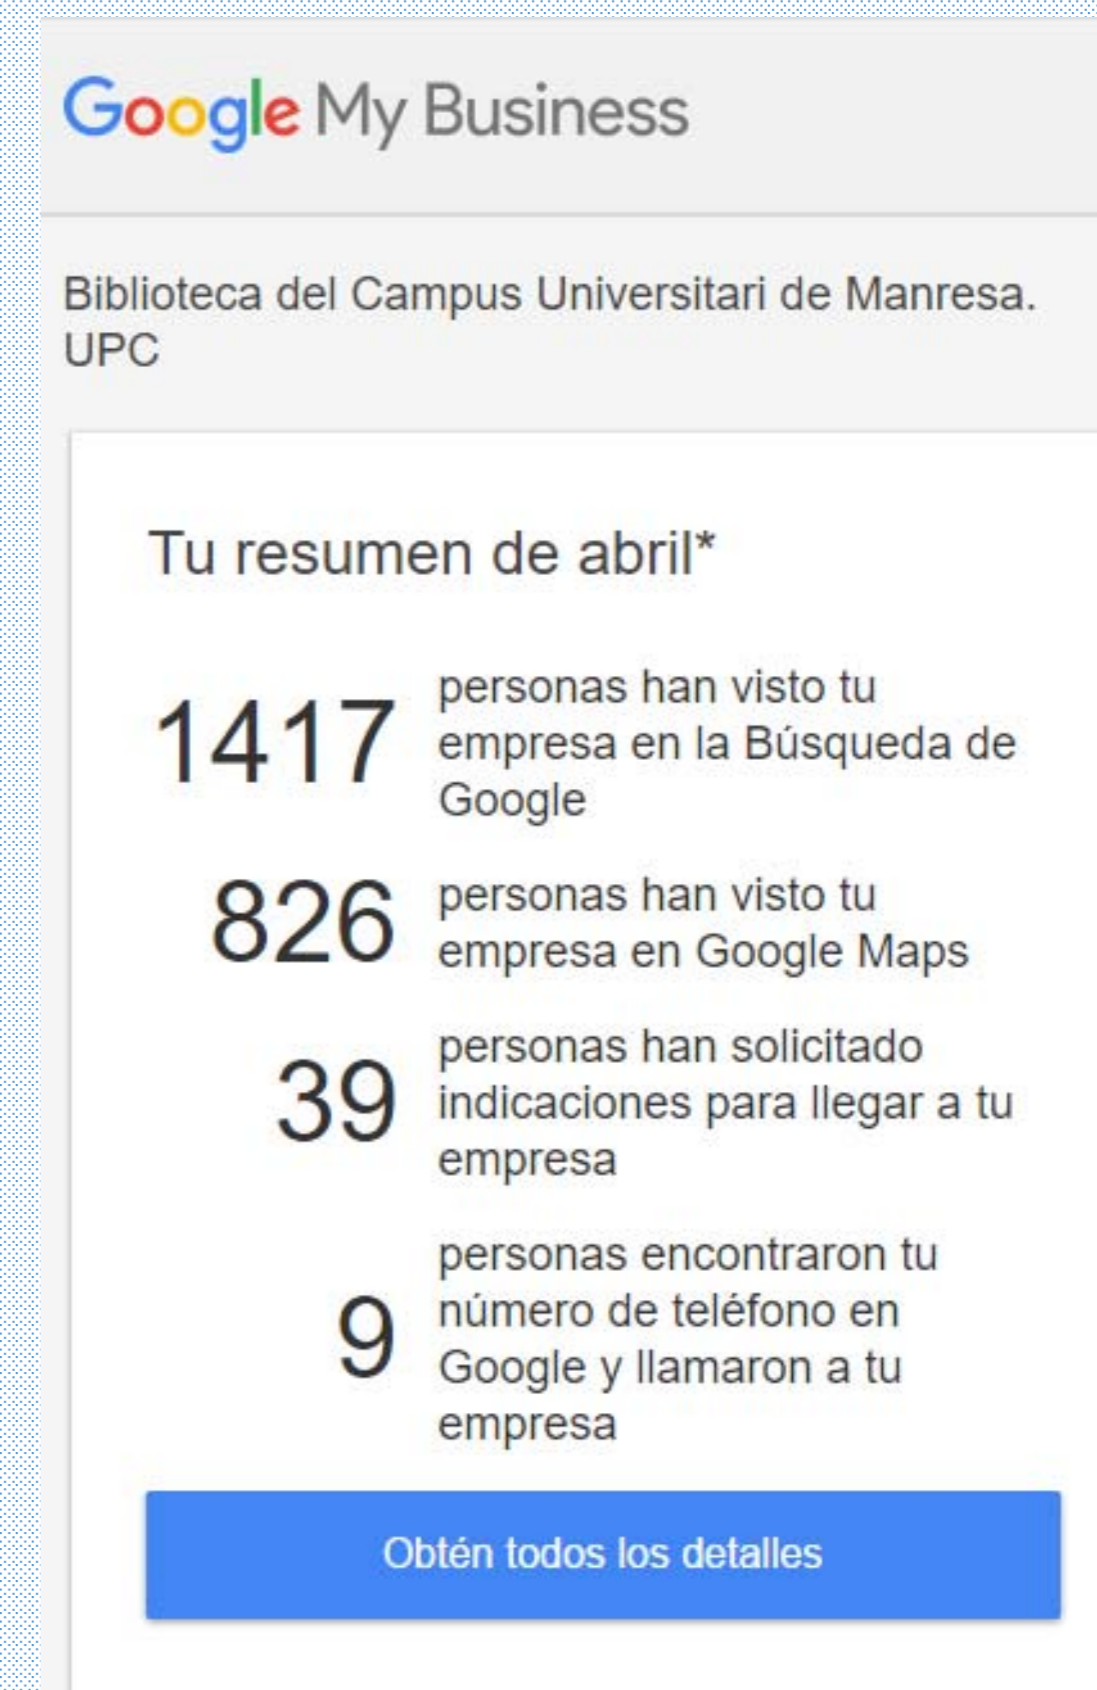 Google My Business
Biblioteca del Campus Universitari de Manresa.
UPC
Tu resumen de abril*
1417
personas han visto tu
empresa en la Búsqueda de
Google
826
personas han visto tu
empresa en Google Maps
39
personas han solicitado
indicaciones para llegar a tu
empresa
9
personas encontraron tu
número de teléfono en
Google y llamaron a tu
empresa
Obtén todos los detalles